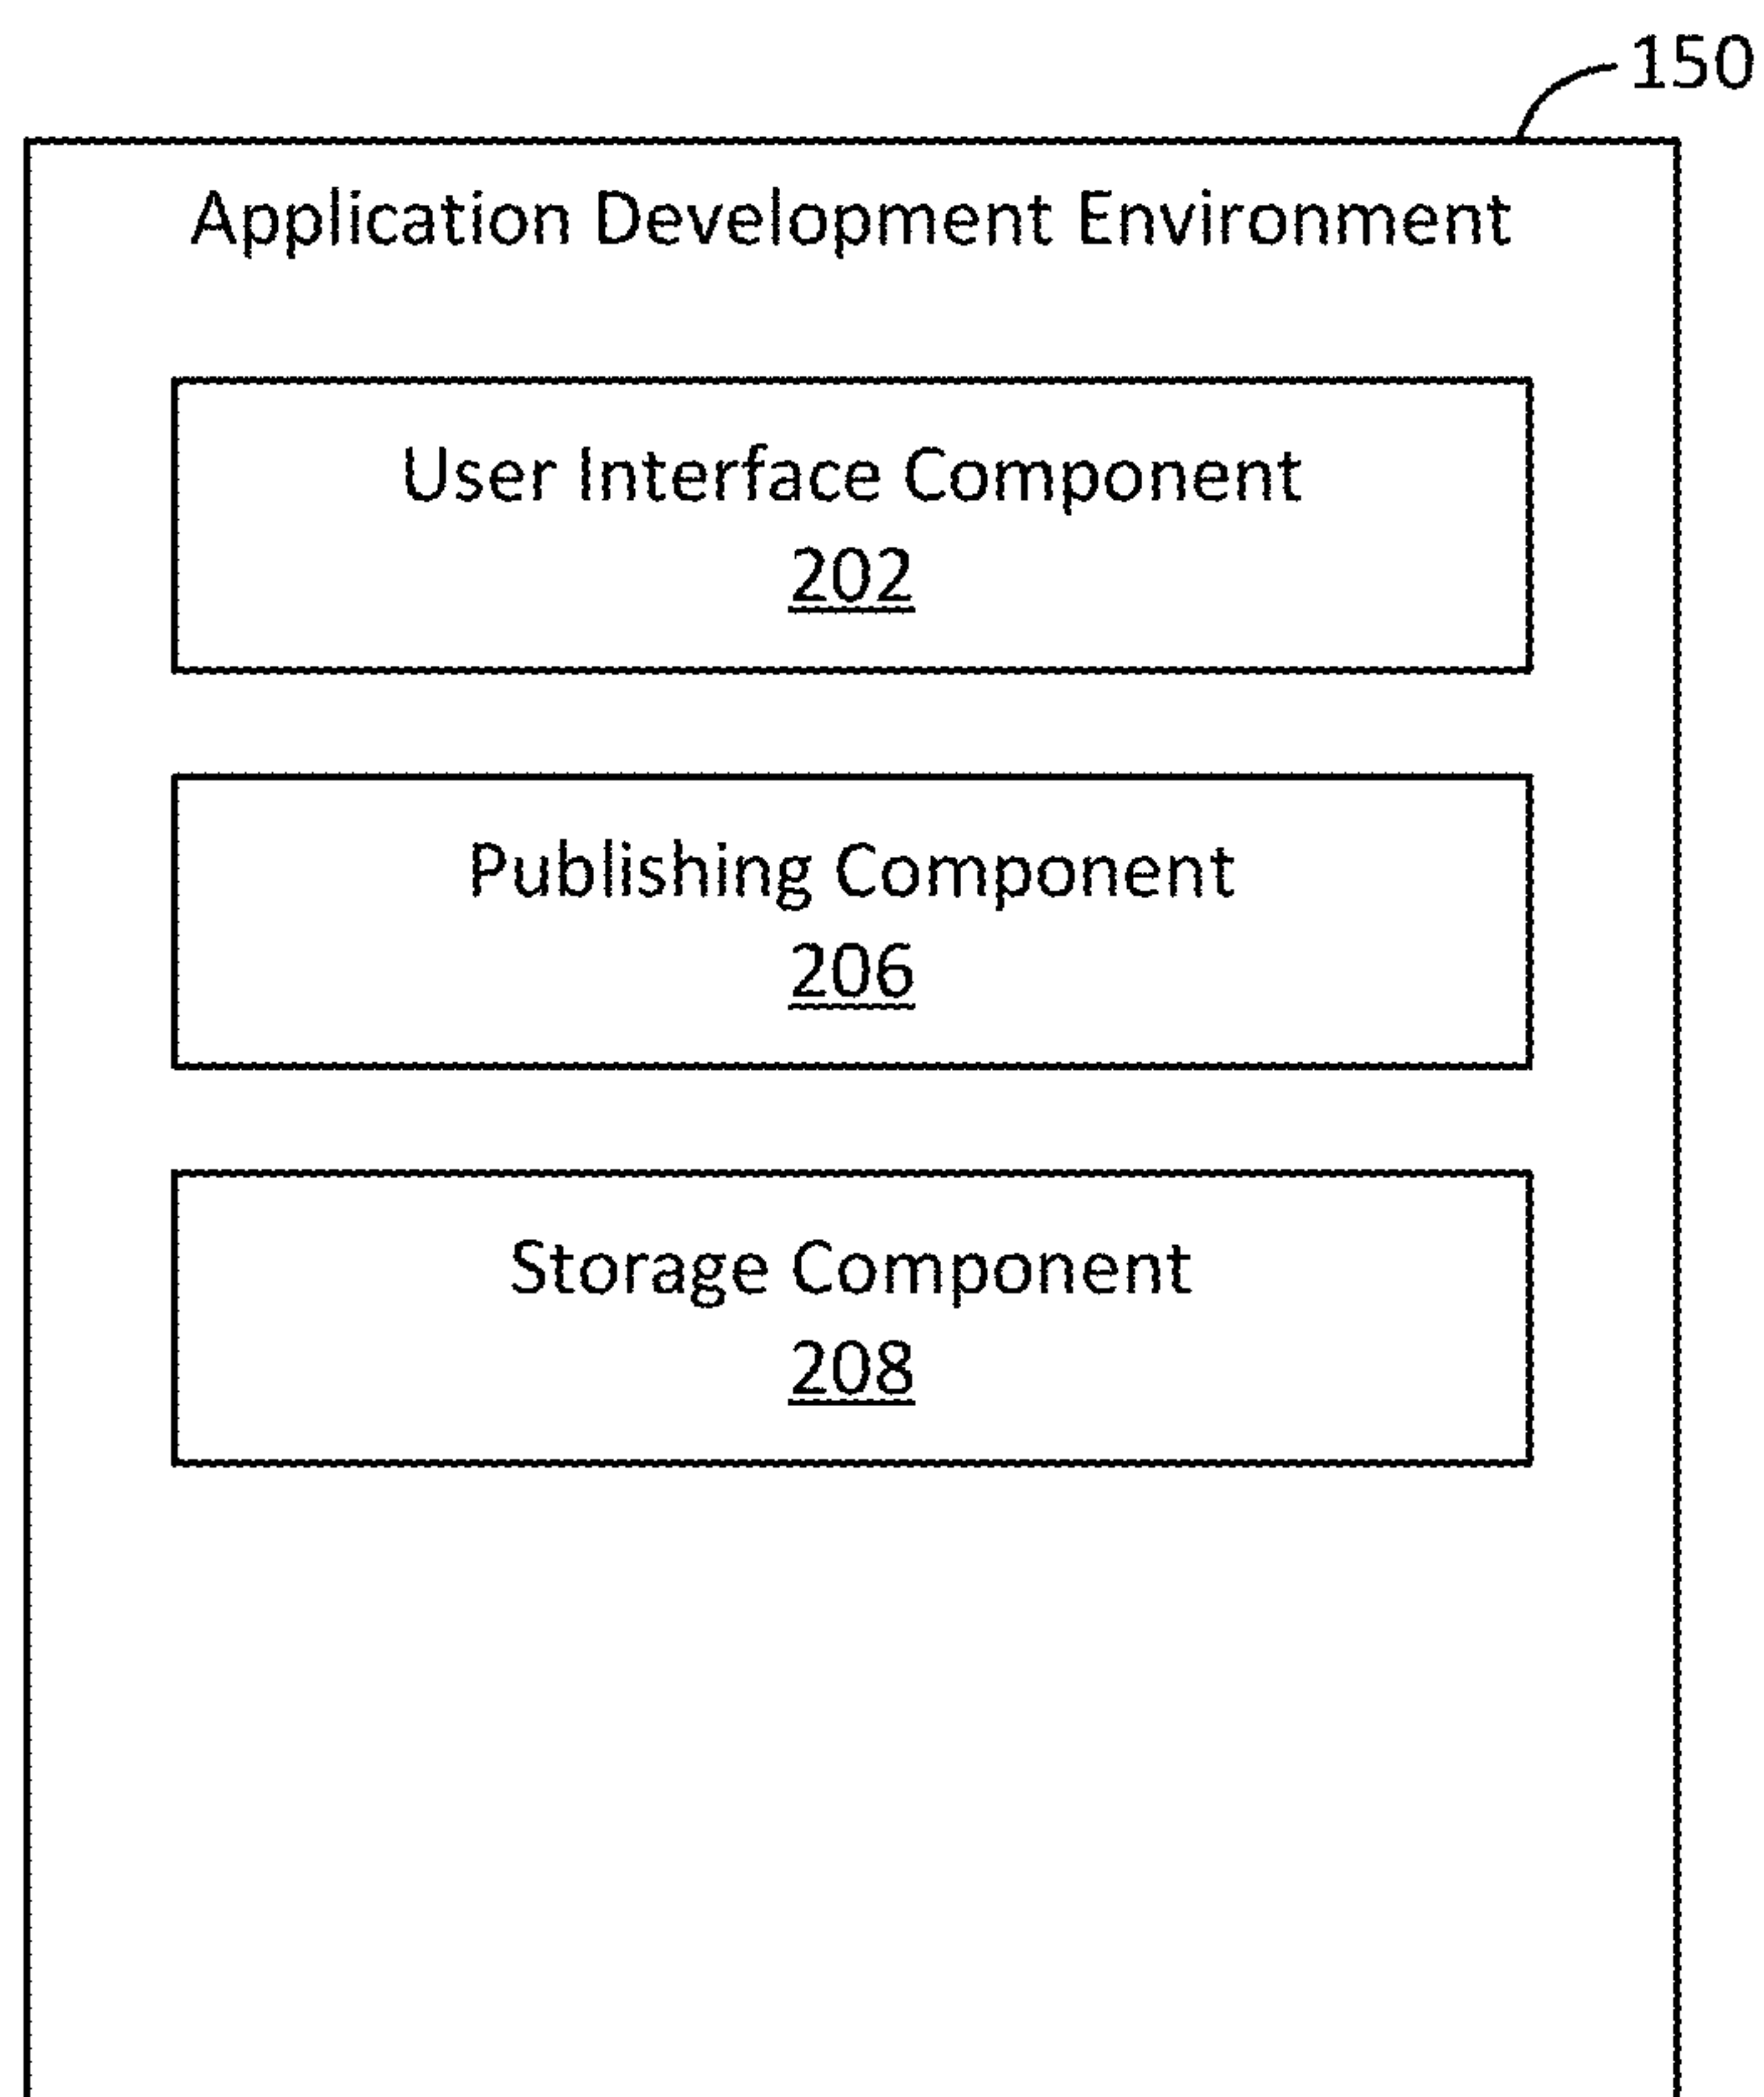 150
Application Development Environment
User Interface Component
202
Publishing Component
206
Storage Component
208